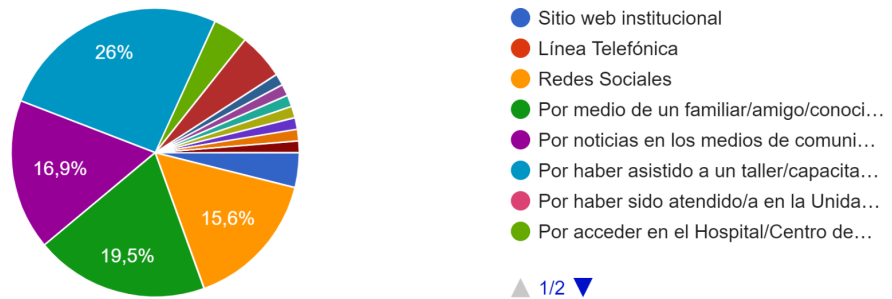 26%
16,9%
15,6%
19,5%
Sitio web institucional
Línea Telefónica
Redes Sociales
Por medio de un familiar/amigo/conoci…
Por noticias en los medios de comuni…
Por haber asistido a un taller/capacita…
Por haber sido atendido/a en la Unida…
Por acceder en el Hospital/Centro de…
1/2